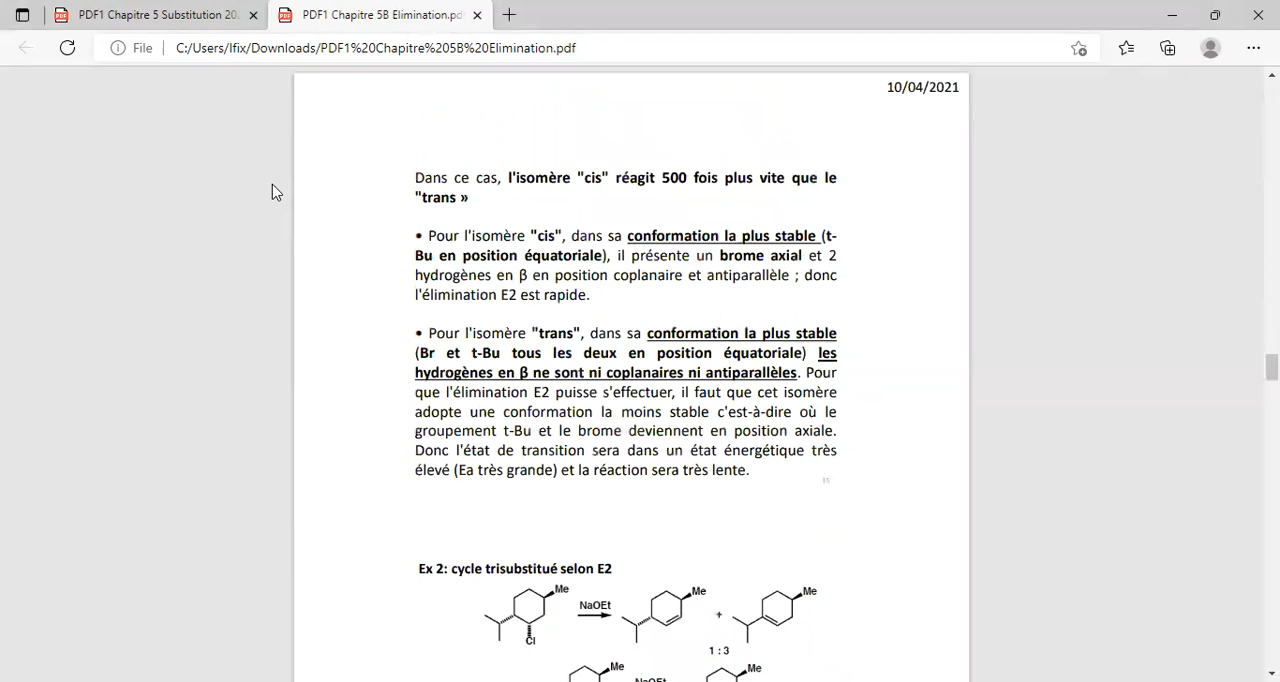 PDF1 Chapitre 5 Substitution 20
PDF1 Chapitre 5B Elimination.pd
File
C:/Users/lfix/Downloads/PDF1%20Chapitre%205B%20Elimination.pdf
10/04/2021
Dans ce cas, l'isomère "cis" réagit 500 fois plus vite que le
"trans »
• Pour l'isomère "cis", dans sa conformation la plus stable (t-
Bu en position équatoriale), il présente un brome axial et 2
hydrogènes en β en position coplanaire et antiparallèle ; donc
l'élimination E2 est rapide.
• Pour l'isomère "trans", dans sa conformation la plus stable
(Br et t-Bu tous les deux en position équatoriale) les
hydrogènes en β ne sont ni coplanaires ni antiparallèles. Pour
que l'élimination E2 puisse s'effectuer, il faut que cet isomère
adopte une conformation la moins stable c'est-à-dire où le
groupement t-Bu et le brome deviennent en position axiale.
Donc l'état de transition sera dans un état énergétique très
élevé (Ea très grande) et la réaction sera très lente.
Ex 2: cycle trisubstitué selon E2
Me
NaOEt
Me
+
Me
Cl
1 : 3
Me
Me